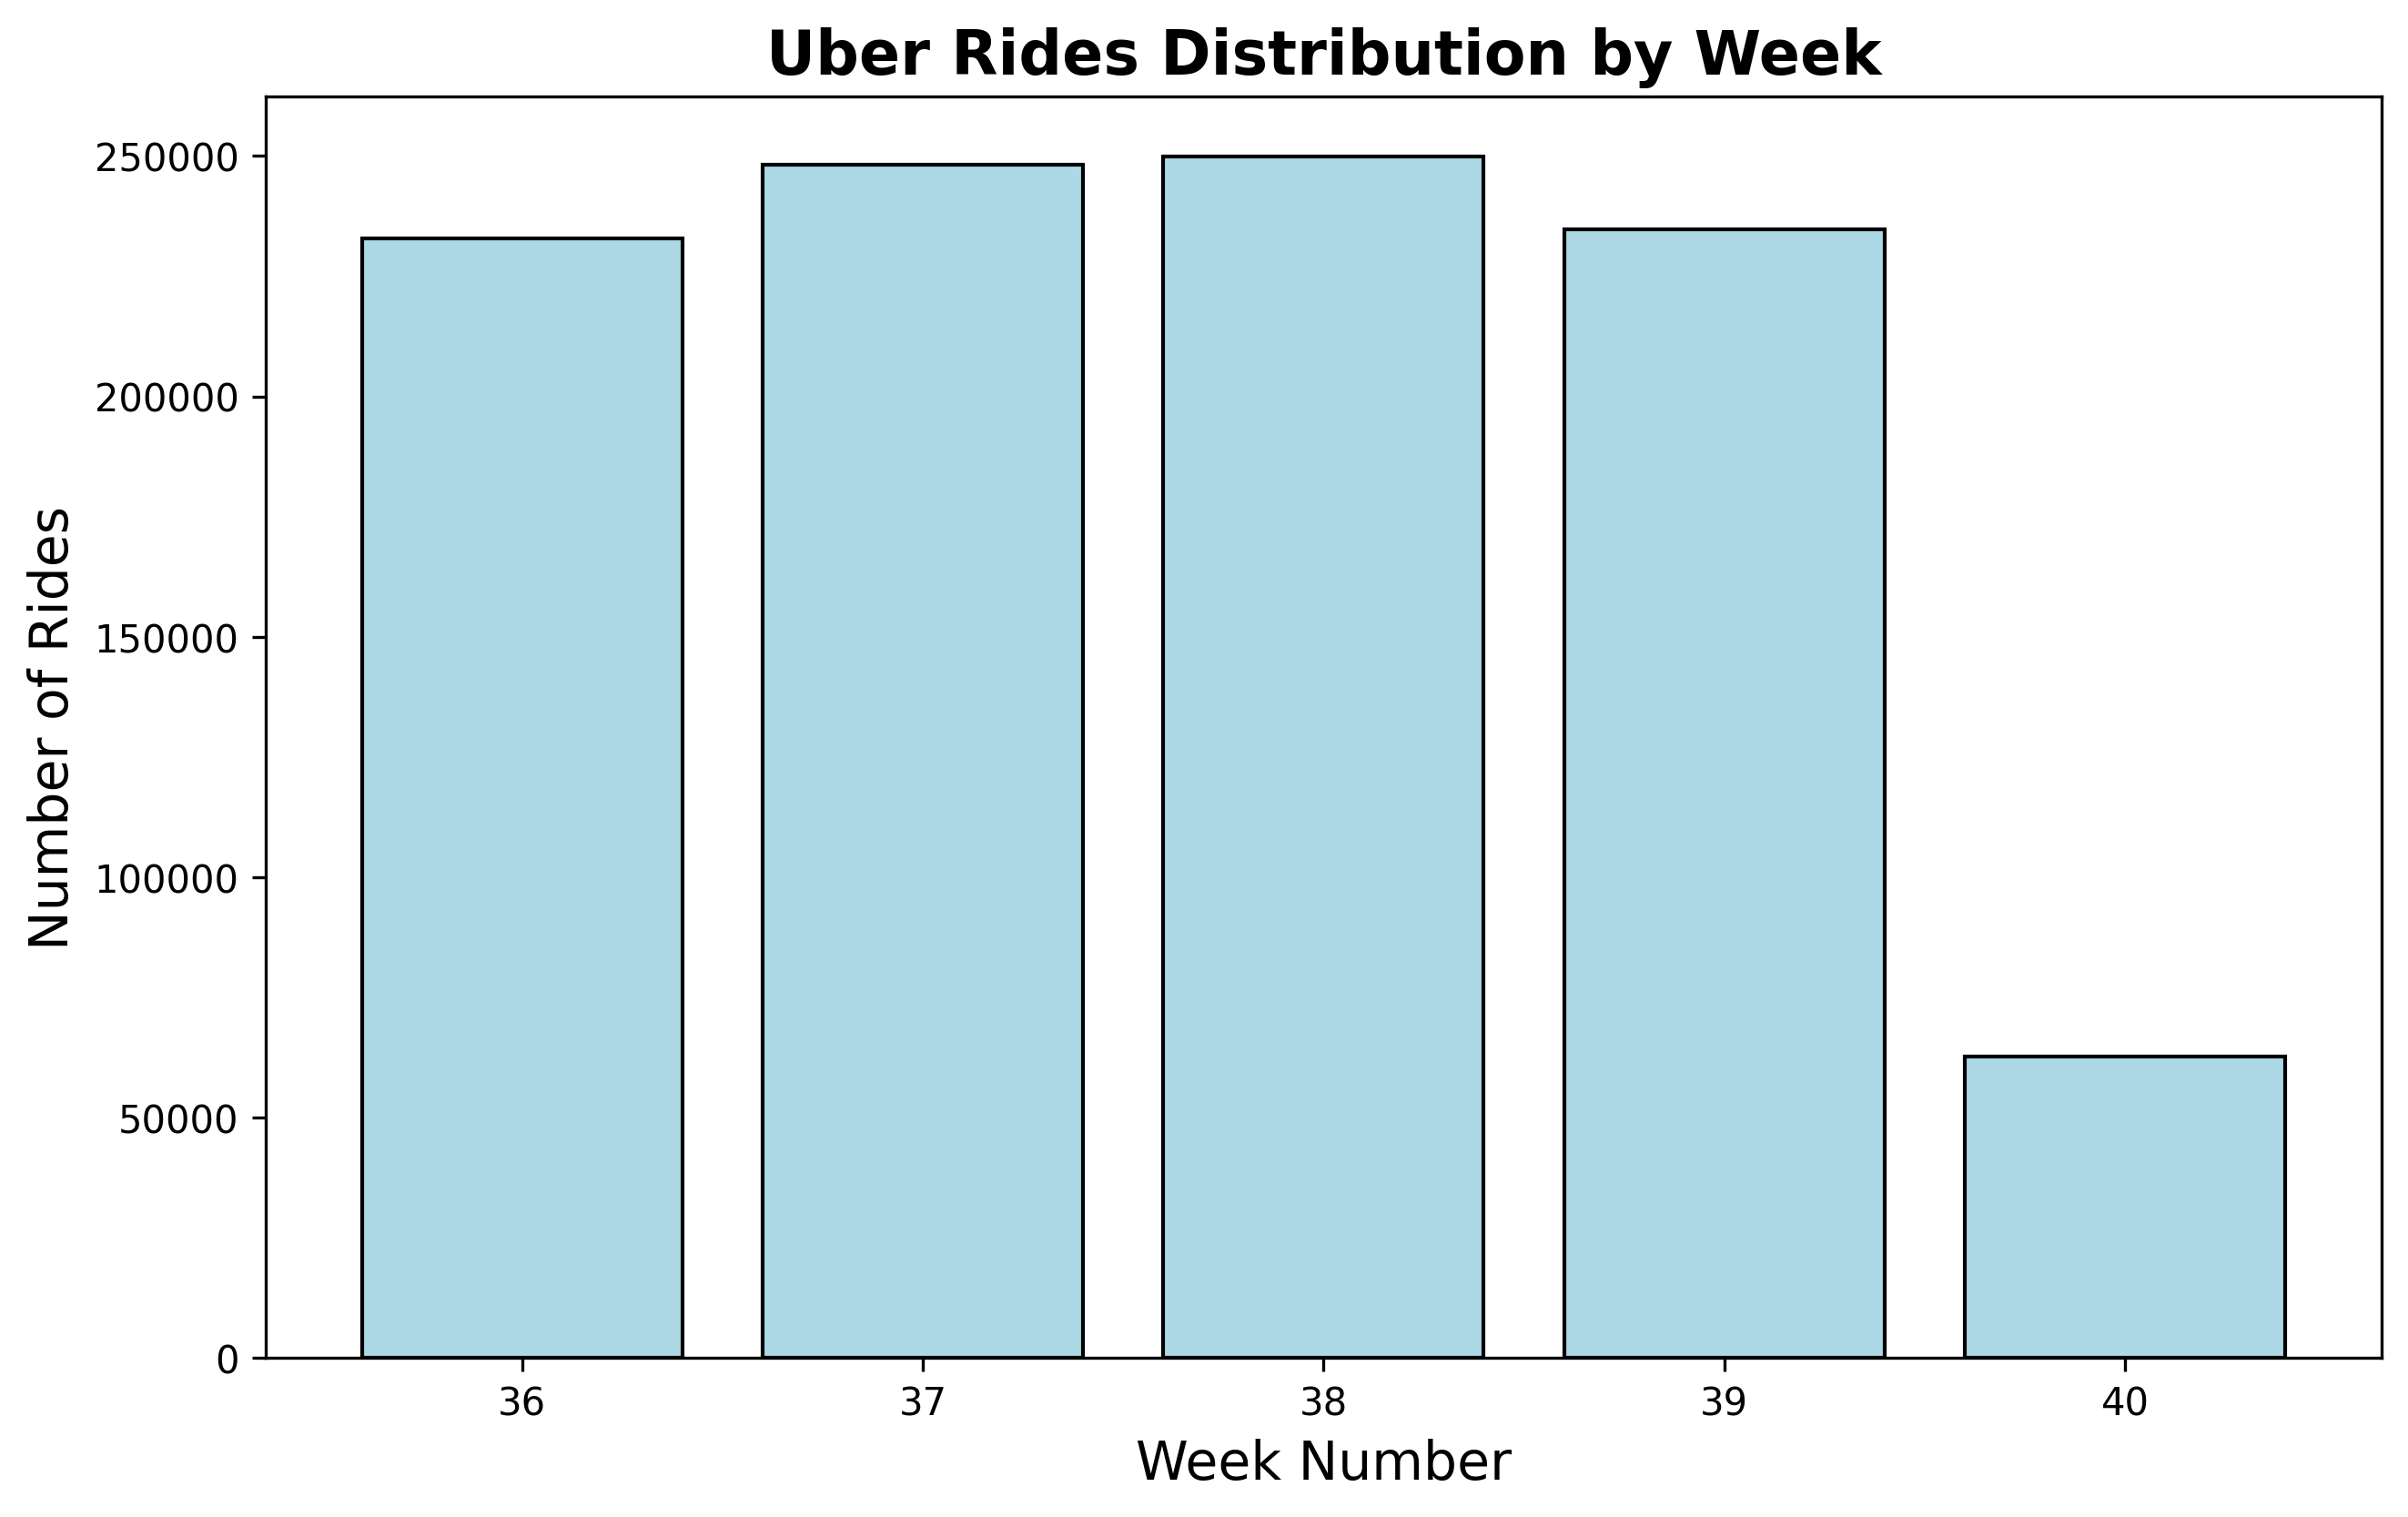 Uber Rides Distribution by Week
Number of Rides
250000
200000
150000
100000
50000
0
36 37 38 39 40
Week Number